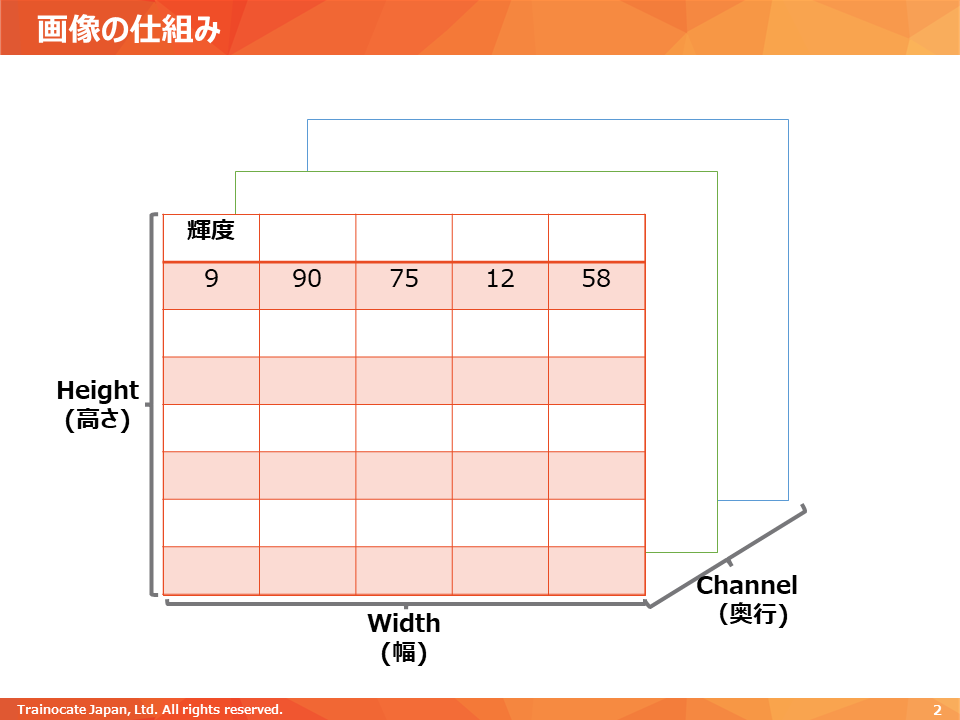 画像の仕組み
輝度
9 90 75 12 58
Height
(高さ)
Channel
（奥行)
Width
(幅)
Trainocate Japan, Ltd. All rights reserved.
2